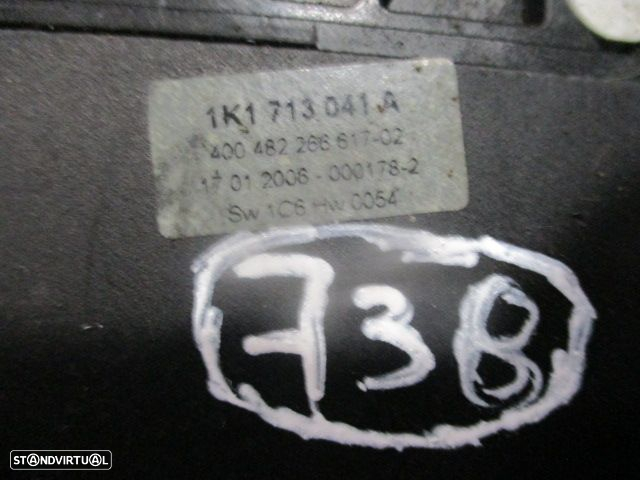 1K1 713 041 A
400 482 266 617-02
17 01 2006 - 000178-2
Sw 1C6 Hw 0054
738
STANDVIRTUAL